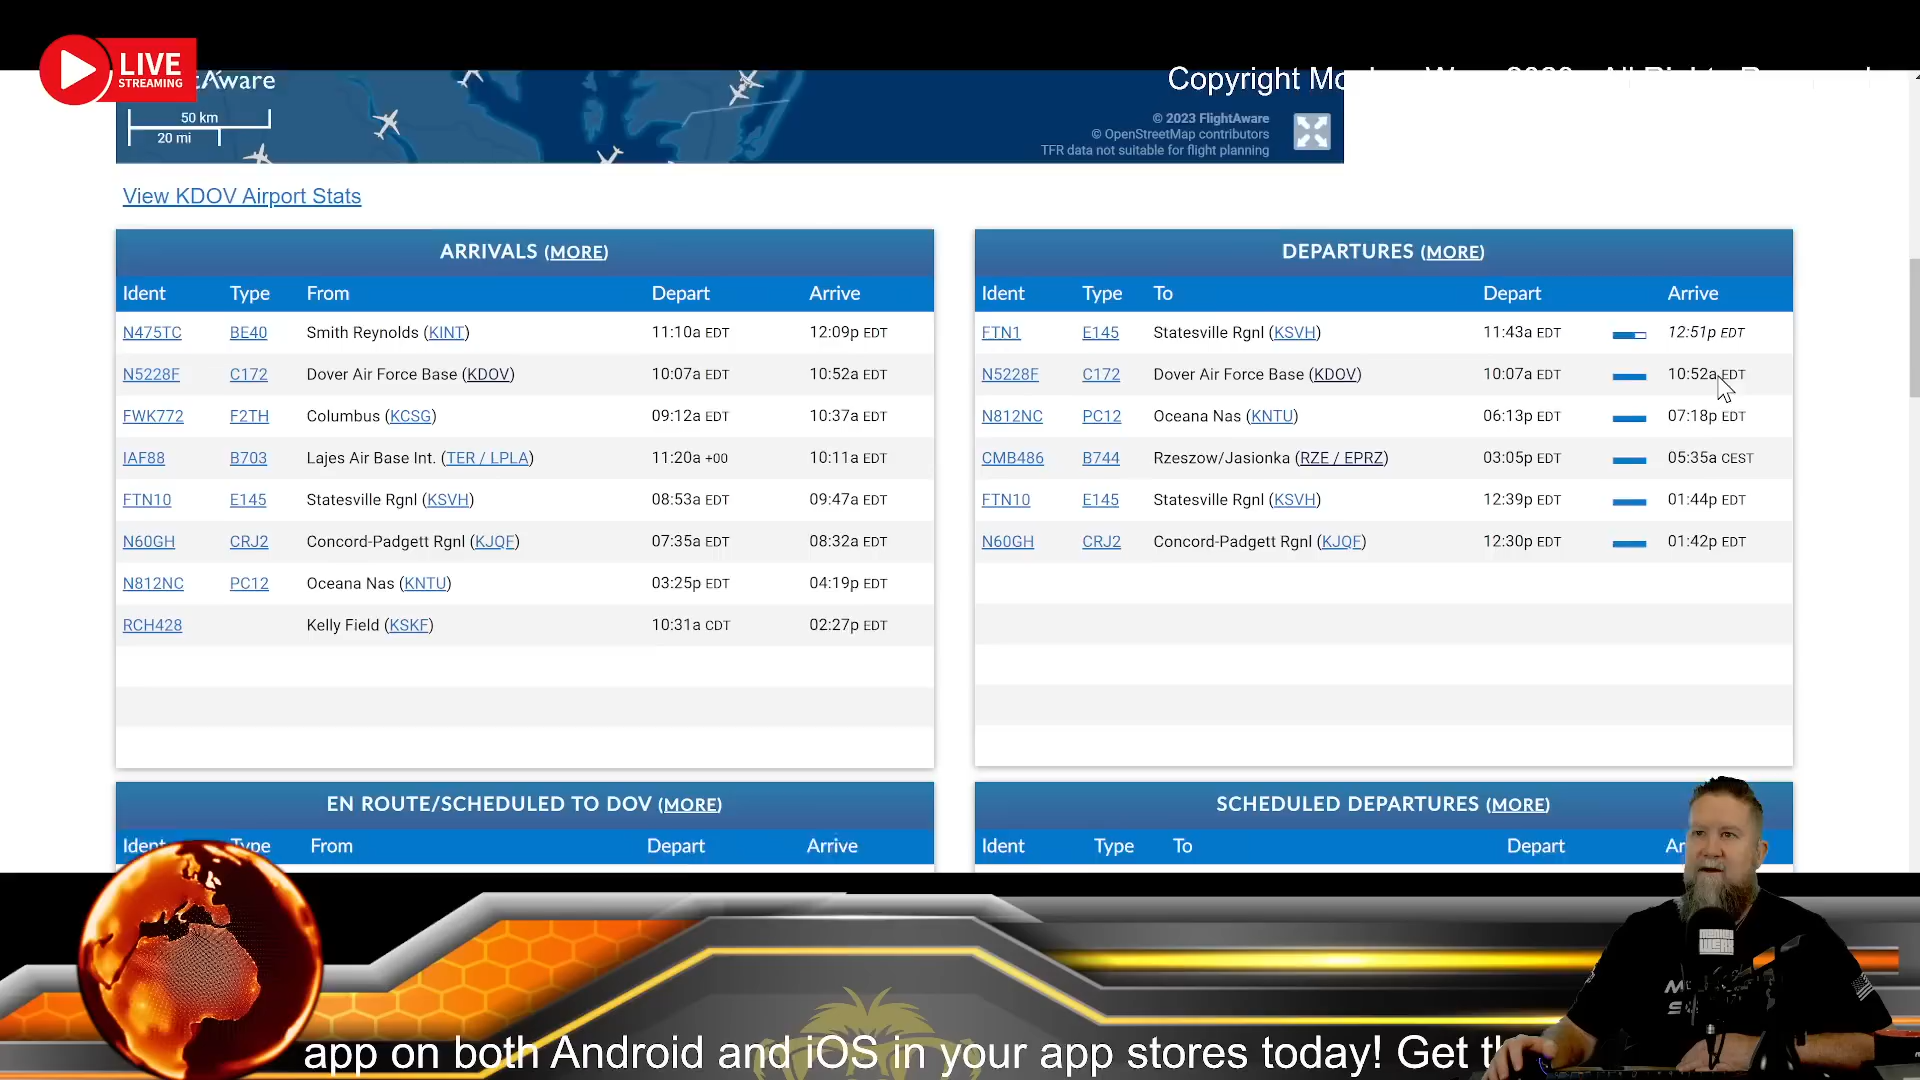 LIVE
STREAMING
tAware
Copyright
50 km
20 mi
© 2023 FlightAware
© OpenStreetMap contributors
TFR data not suitable for flight planning
View KDOV Airport Stats
ARRIVALS (MORE)
Ident Type From Depart Arrive
N475TC BE40 Smith Reynolds (KINT) 11:10a EDT 12:09p EDT
N5228F C172 Dover Air Force Base (KDOV) 10:07a EDT 10:52a EDT
FWK772 F2TH Columbus (KCSG) 09:12a EDT 10:37a EDT
IAF88 B703 Lajes Air Base Int. (TER / LPLA) 11:20a +00 10:11a EDT
FTN10 E145 Statesville Rgnl (KSVH) 08:53a EDT 09:47a EDT
N60GH CRJ2 Concord-Padgett Rgnl (KJQF) 07:35a EDT 08:32a EDT
N812NC PC12 Oceana Nas (KNTU) 03:25p EDT 04:19p EDT
RCH428 Kelly Field (KSKF) 10:31a CDT 02:27p EDT
DEPARTURES (MORE)
Ident Type To Depart Arrive
FTN1 E145 Statesville Rgnl (KSVH) 11:43a EDT 12:51p EDT
N5228F C172 Dover Air Force Base (KDOV) 10:07a EDT 10:52a EDT
N812NC PC12 Oceana Nas (KNTU) 06:13p EDT 07:18p EDT
CMB486 B744 Rzeszow/Jasionka (RZE / EPRZ) 03:05p EDT 05:35a CEST
FTN10 E145 Statesville Rgnl (KSVH) 12:39p EDT 01:44p EDT
N60GH CRJ2 Concord-Padgett Rgnl (KJQF) 12:30p EDT 01:42p EDT
EN ROUTE/SCHEDULED TO DOV (MORE)
Ident Type From Depart Arrive
SCHEDULED DEPARTURES (MORE)
Ident Type To Depart Ar
app on both Android and iOS in your app stores today! Get